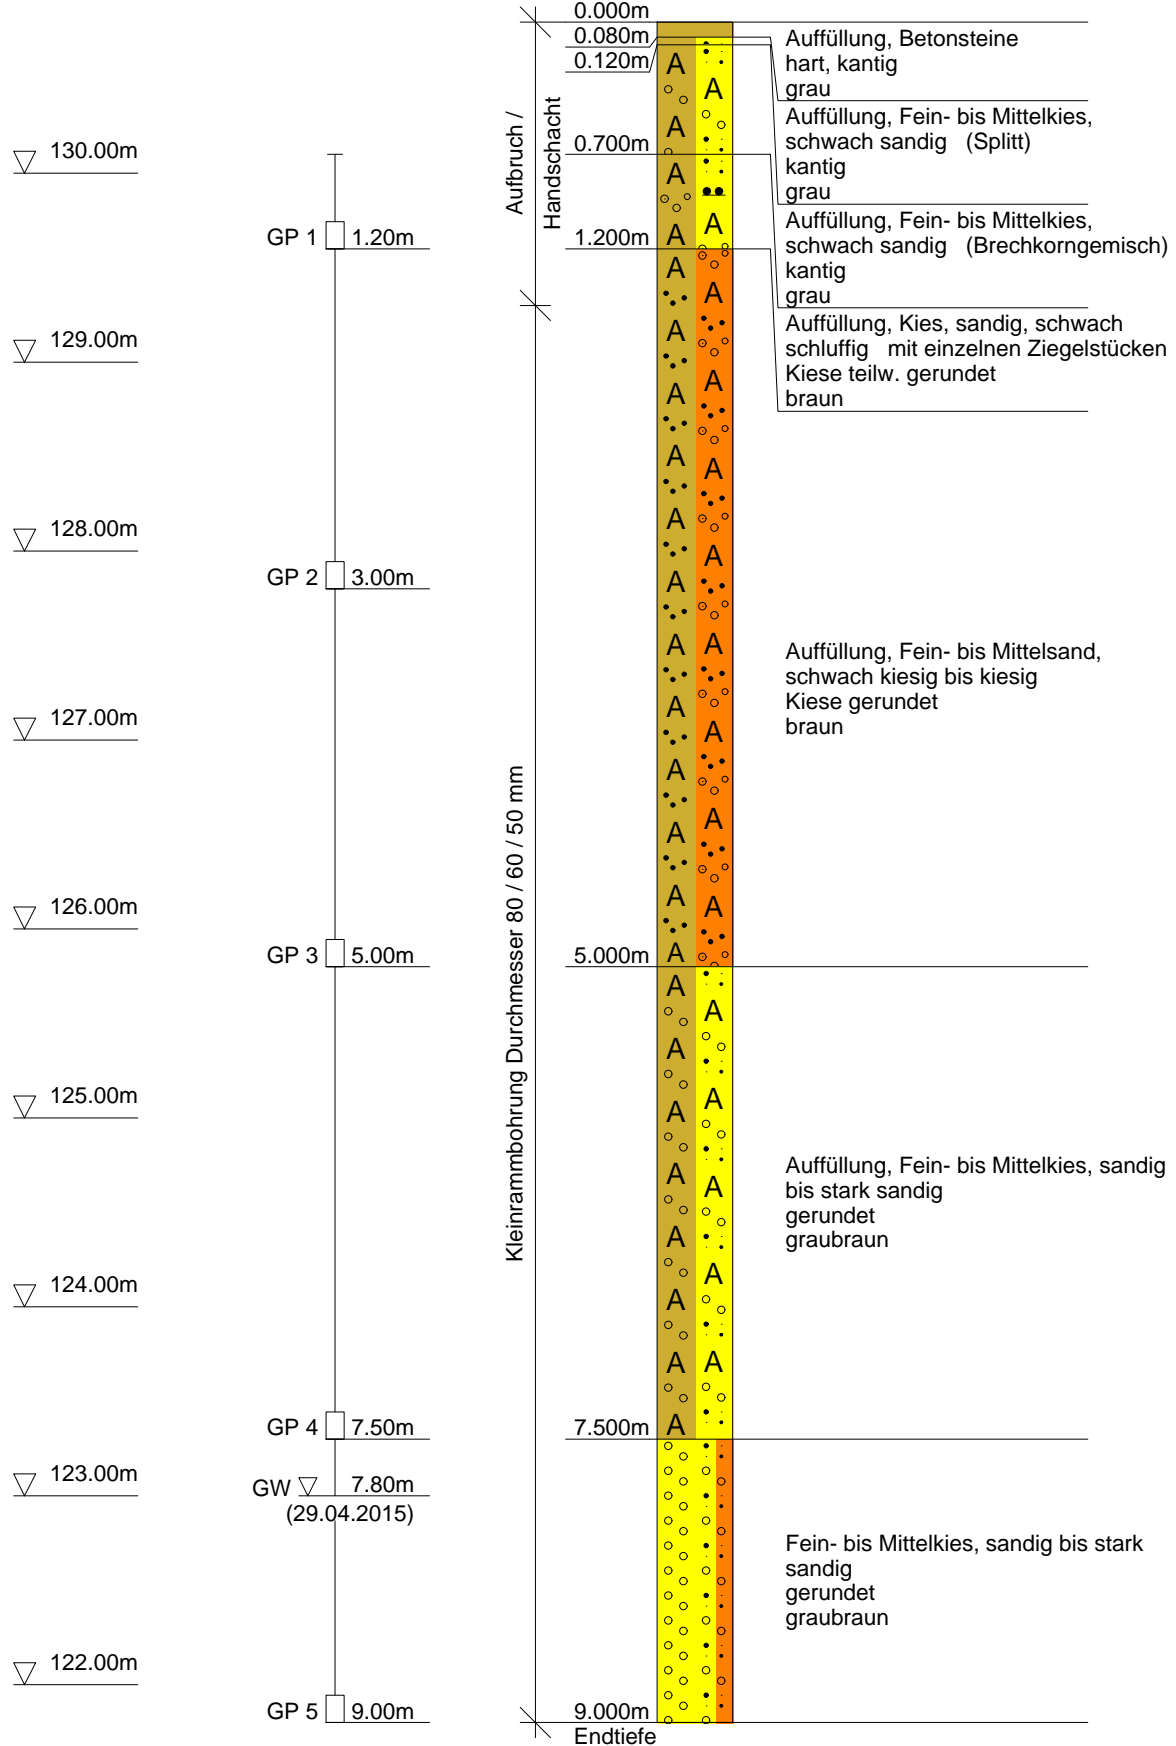 0.000m
0.080m
0.120m
0.700m
1.200m
5.000m
7.500m
9.000m
Endtiefe
130.00m
129.00m
128.00m
127.00m
126.00m
125.00m
124.00m
123.00m
122.00m
GP 1 1.20m
GP 2 3.00m
GP 3 5.00m
GP 4 7.50m
GW 7.80m
(29.04.2015)
GP 5 9.00m
Aufbruch /
Handschacht
Kleinrammbohrung Durchmesser 80 / 60 / 50 mm
A A
A
A
A A
A A
A A
A
A A
A A
A
A A
A
A A
A
A A
A
A A
A
A A
A
A A
A
A A
A
A A
A
A A
A
Auffüllung, Betonsteine
hart, kantig
grau
Auffüllung, Fein- bis Mittelkies,
schwach sandig (Splitt)
kantig
grau
Auffüllung, Fein- bis Mittelkies,
schwach sandig (Brechkorngemisch)
kantig
grau
Auffüllung, Kies, sandig, schwach
schluffig mit einzelnen Ziegelstücken
Kiese teilw. gerundet
braun
Auffüllung, Fein- bis Mittelsand,
schwach kiesig bis kiesig
Kiese gerundet
braun
Auffüllung, Fein- bis Mittelkies, sandig
bis stark sandig
gerundet
graubraun
Fein- bis Mittelkies, sandig bis stark
sandig
gerundet
graubraun